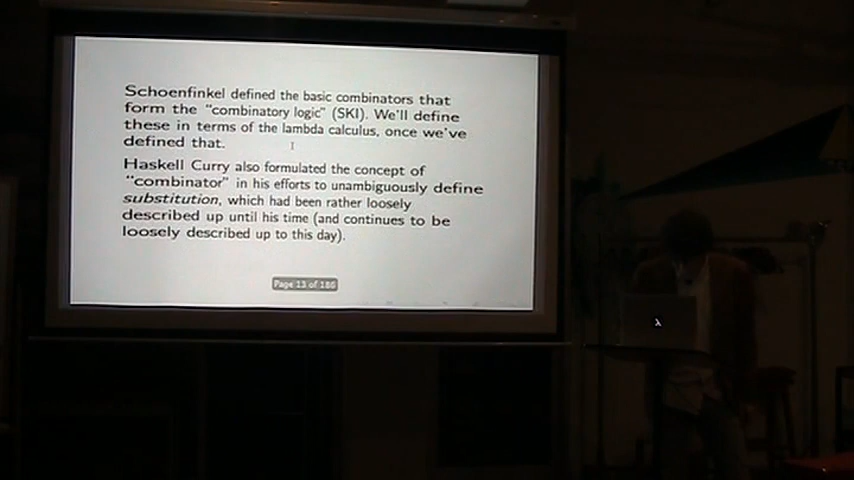 Schoenfinkel defined the basic combinators that
form the "combinatory logic" (SKI). We'll define
these in terms of the lambda calculus, once we've
defined that.
Haskell Curry also formulated the concept of
"combinator" in his efforts to unambiguously define
substitution, which had been rather loosely
described up until his time (and continues to be
loosely described up to this day).
Page 13 of 186
λ